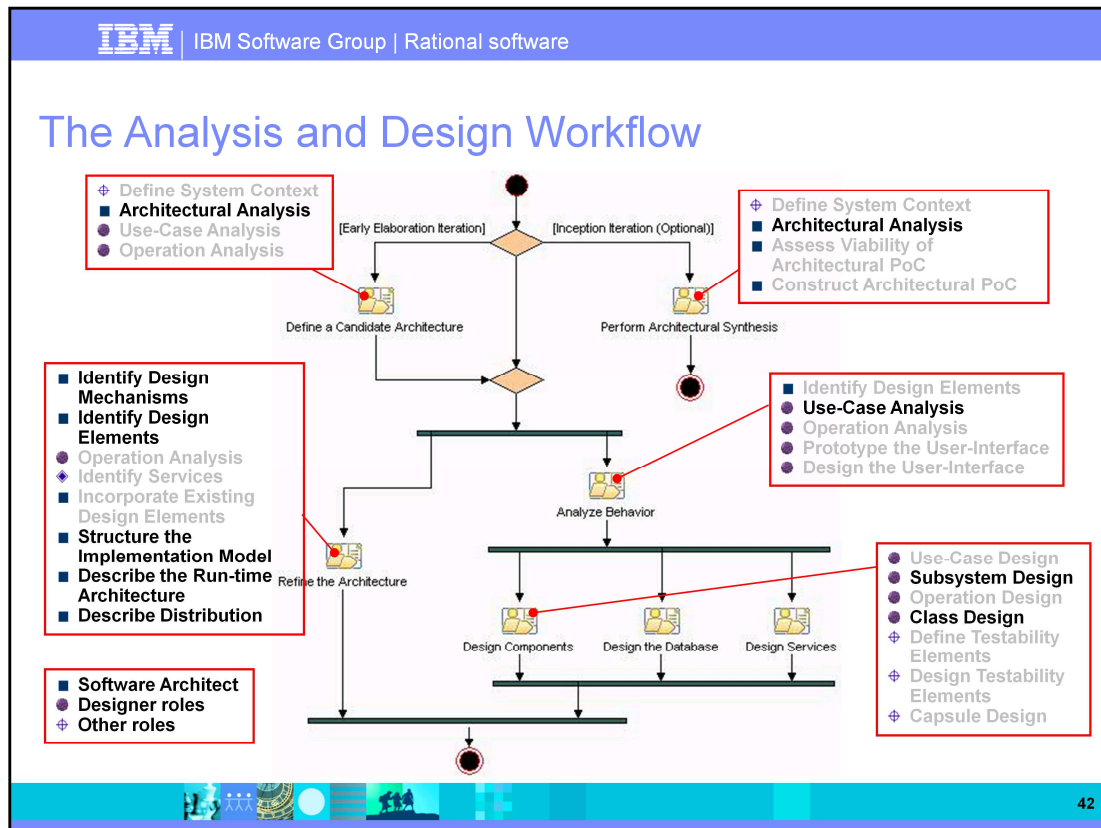 IBM | IBM Software Group | Rational software
The Analysis and Design Workflow
Define System Context
Architectural Analysis
Use-Case Analysis
Operation Analysis
[Early Elaboration Iteration]
[Inception Iteration (Optional)]
Define System Context
Architectural Analysis
Assess Viability of
Architectural PoC
Construct Architectural PoC
Define a Candidate Architecture
Perform Architectural Synthesis
Identify Design
Mechanisms
Identify Design
Elements
Operation Analysis
Identify Services
Incorporate Existing
Design Elements
Structure the
Implementation Model
Describe the Run-time
Architecture
Describe Distribution
Identify Design Elements
Use-Case Analysis
Operation Analysis
Prototype the User-Interface
Design the User-Interface
Analyze Behavior
Refine the Architecture
Use-Case Design
Subsystem Design
Operation Design
Class Design
Define Testability
Elements
Design Testability
Elements
Capsule Design
Design Components
Design the Database
Design Services
Software Architect
Designer roles
Other roles
42